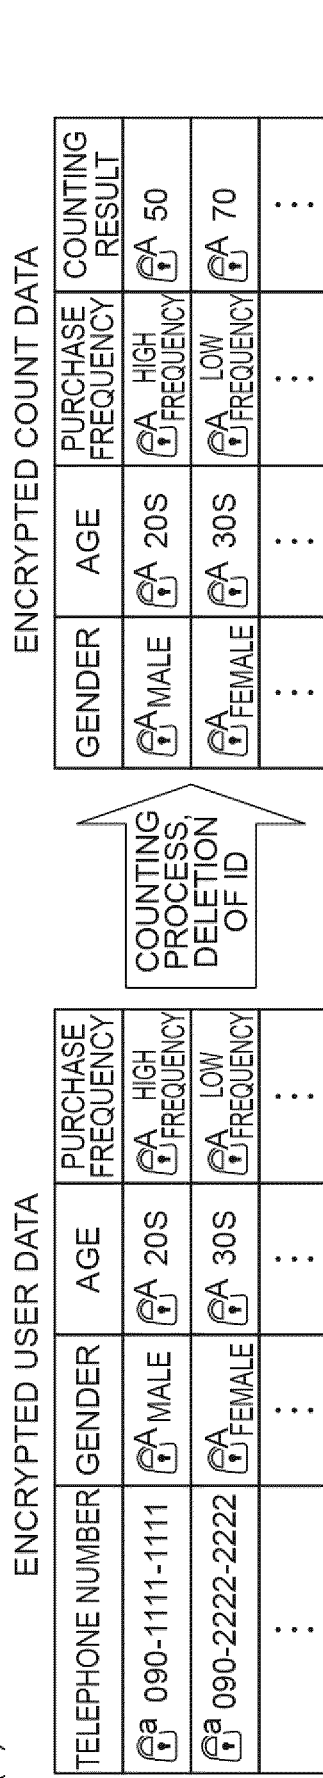 ENCRYPTED USER DATA
TELEPHONE NUMBER GENDER AGE PURCHASE FREQUENCY
a 090-1111-1111 A MALE A 20S A HIGH FREQUENCY
a 090-2222-2222 A FEMALE A 30S A LOW FREQUENCY
... ... ... ...
COUNTING
PROCESS,
DELETION
OF ID
ENCRYPTED COUNT DATA
GENDER AGE PURCHASE FREQUENCY COUNTING RESULT
A MALE A 20S A HIGH FREQUENCY A 50
A FEMALE A 30S A LOW FREQUENCY A 70
... ... ... ...